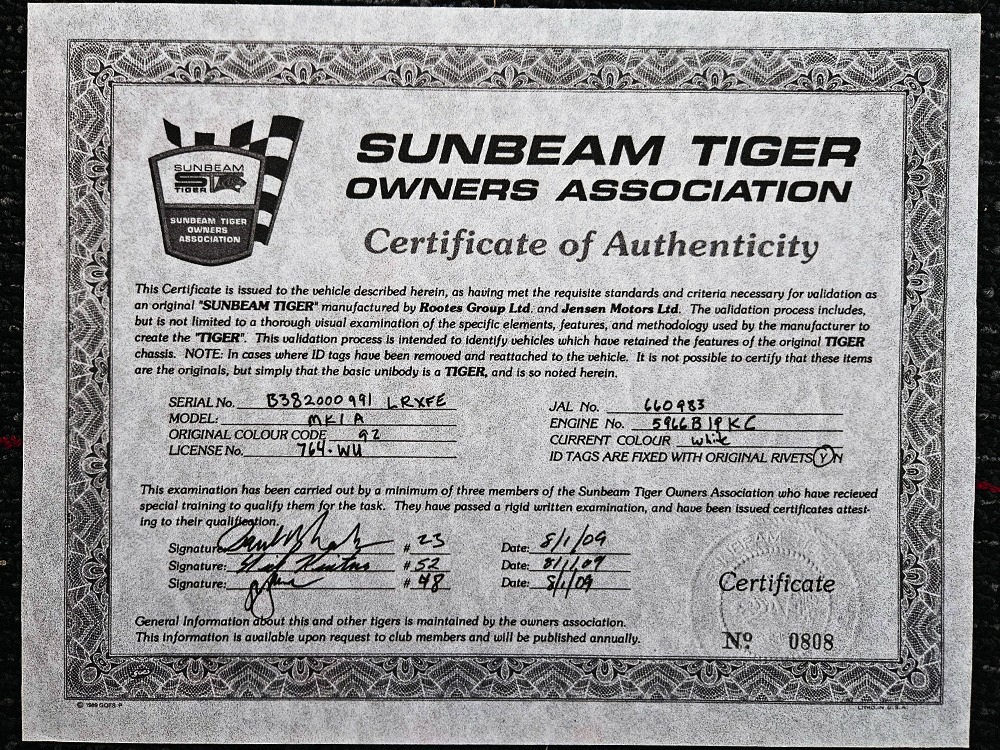 SUNBEAM
ST
TIGER
SUNBEAM TIGER
OWNERS
ASSOCIATION
SUNBEAM TIGER
OWNERS ASSOCIATION
Certificate of Authenticity
This Certificate is issued to the vehicle described herein, as having met the requisite standards and criteria necessary for validation as
an original "SUNBEAM TIGER" manufactured by Rootes Group Ltd. and Jensen Motors Ltd. The validation process includes,
but is not limited to a thorough visual examination of the specific elements, features, and methodology used by the manufacturer to
create the "TIGER". This validation process is intended to identify vehicles which have retained the features of the original TIGER
chassis. NOTE: In cases where ID tags have been removed and reattached to the vehicle. It is not possible to certify that these items
are the originals, but simply that the basic unibody is a TIGER, and is so noted herein.
SERIAL No. B382000991 LRXFE
MODEL: MK1A
ORIGINAL COLOUR CODE 92
LICENSE No. 764·WU
JAL No. 660983
ENGINE No. 5966B19KC
CURRENT COLOUR White
ID TAGS ARE FIXED WITH ORIGINAL RIVETS Y N
This examination has been carried out by a minimum of three members of the Sunbeam Tiger Owners Association who have recieved
special training to qualify them for the task. They have passed a rigid written examination, and have been issued certificates attest-
ing to their qualification.
Signature: # 23 Date: 8/1/09
Signature: # 52 Date: 8/1/09
Signature: # 48 Date: 8/1/09
Certificate
No 0808
General Information about this and other tigers is maintained by the owners association.
This information is available upon request to club members and will be published annually.
© 1989 GOES ®
LITHO. IN U.S.A.